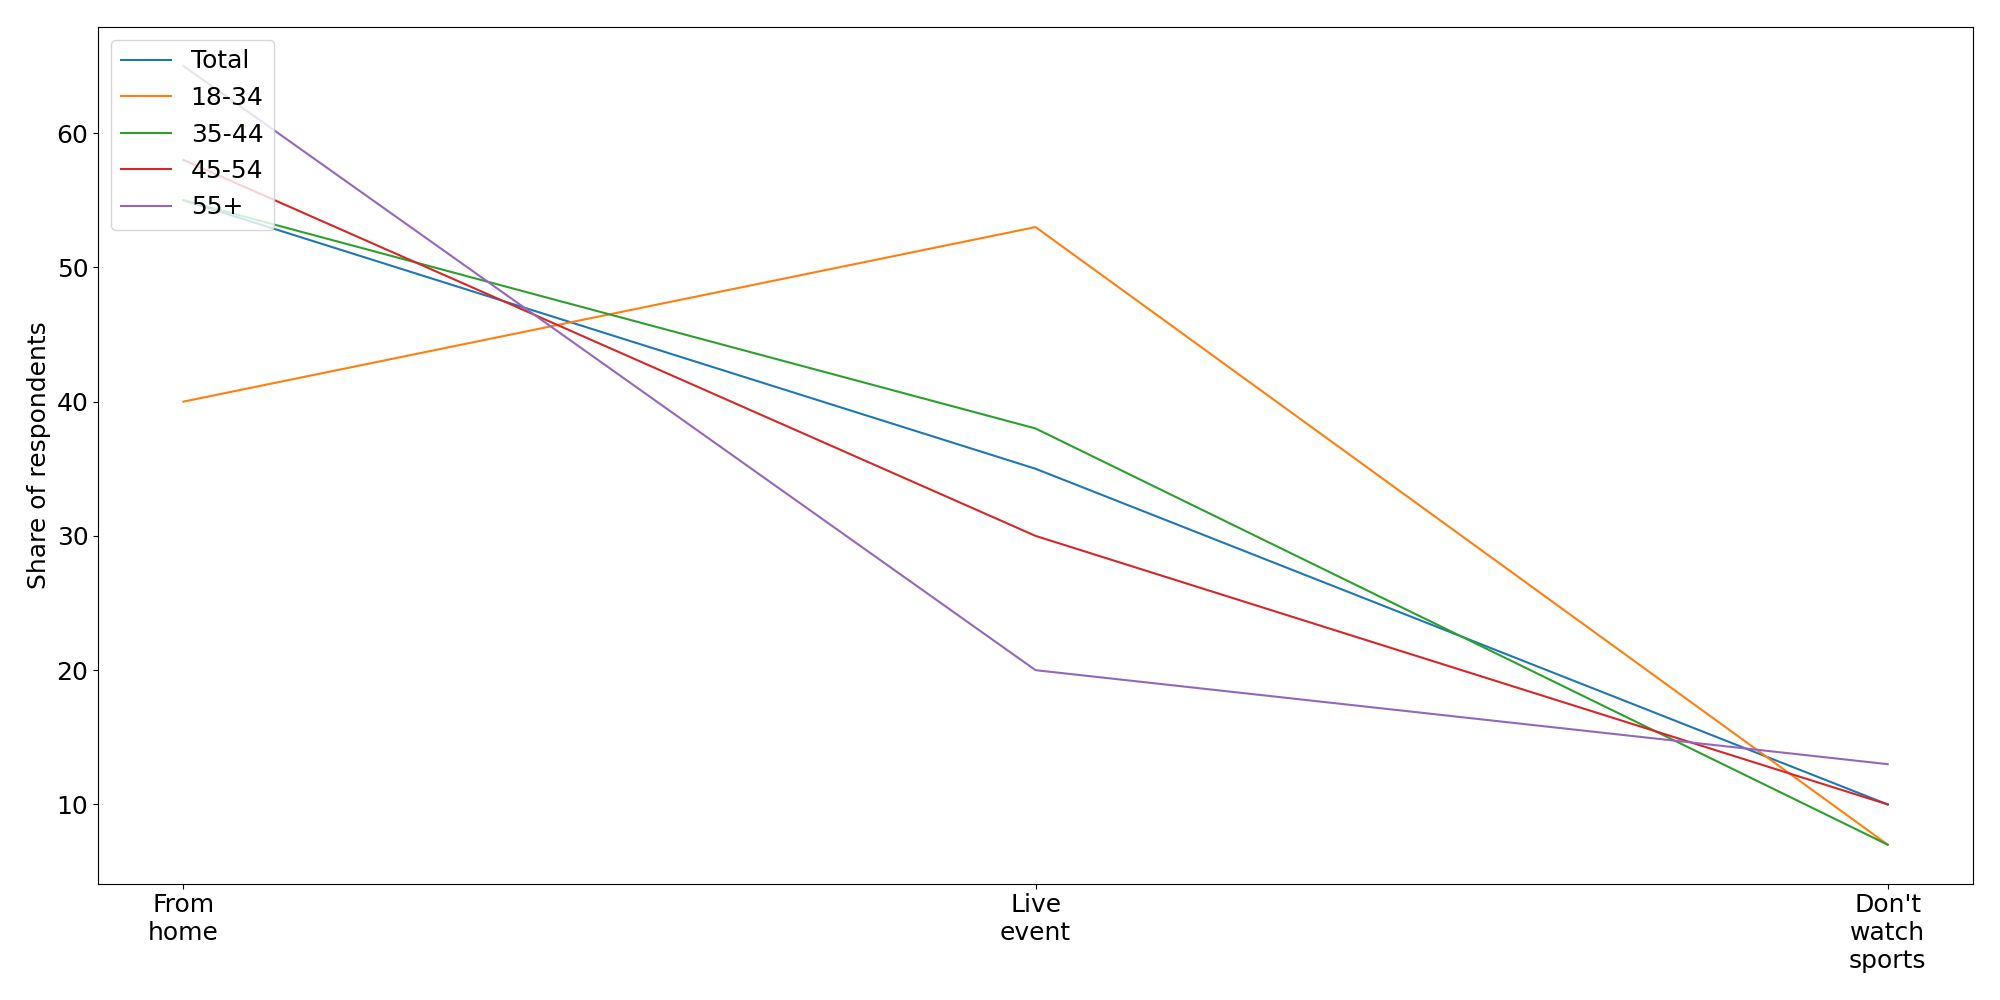 Total
18-34
35-44
45-54
55+
60
50
40
30
20
10
Share of respondents
From
home
Live
event
Don't
watch
sports